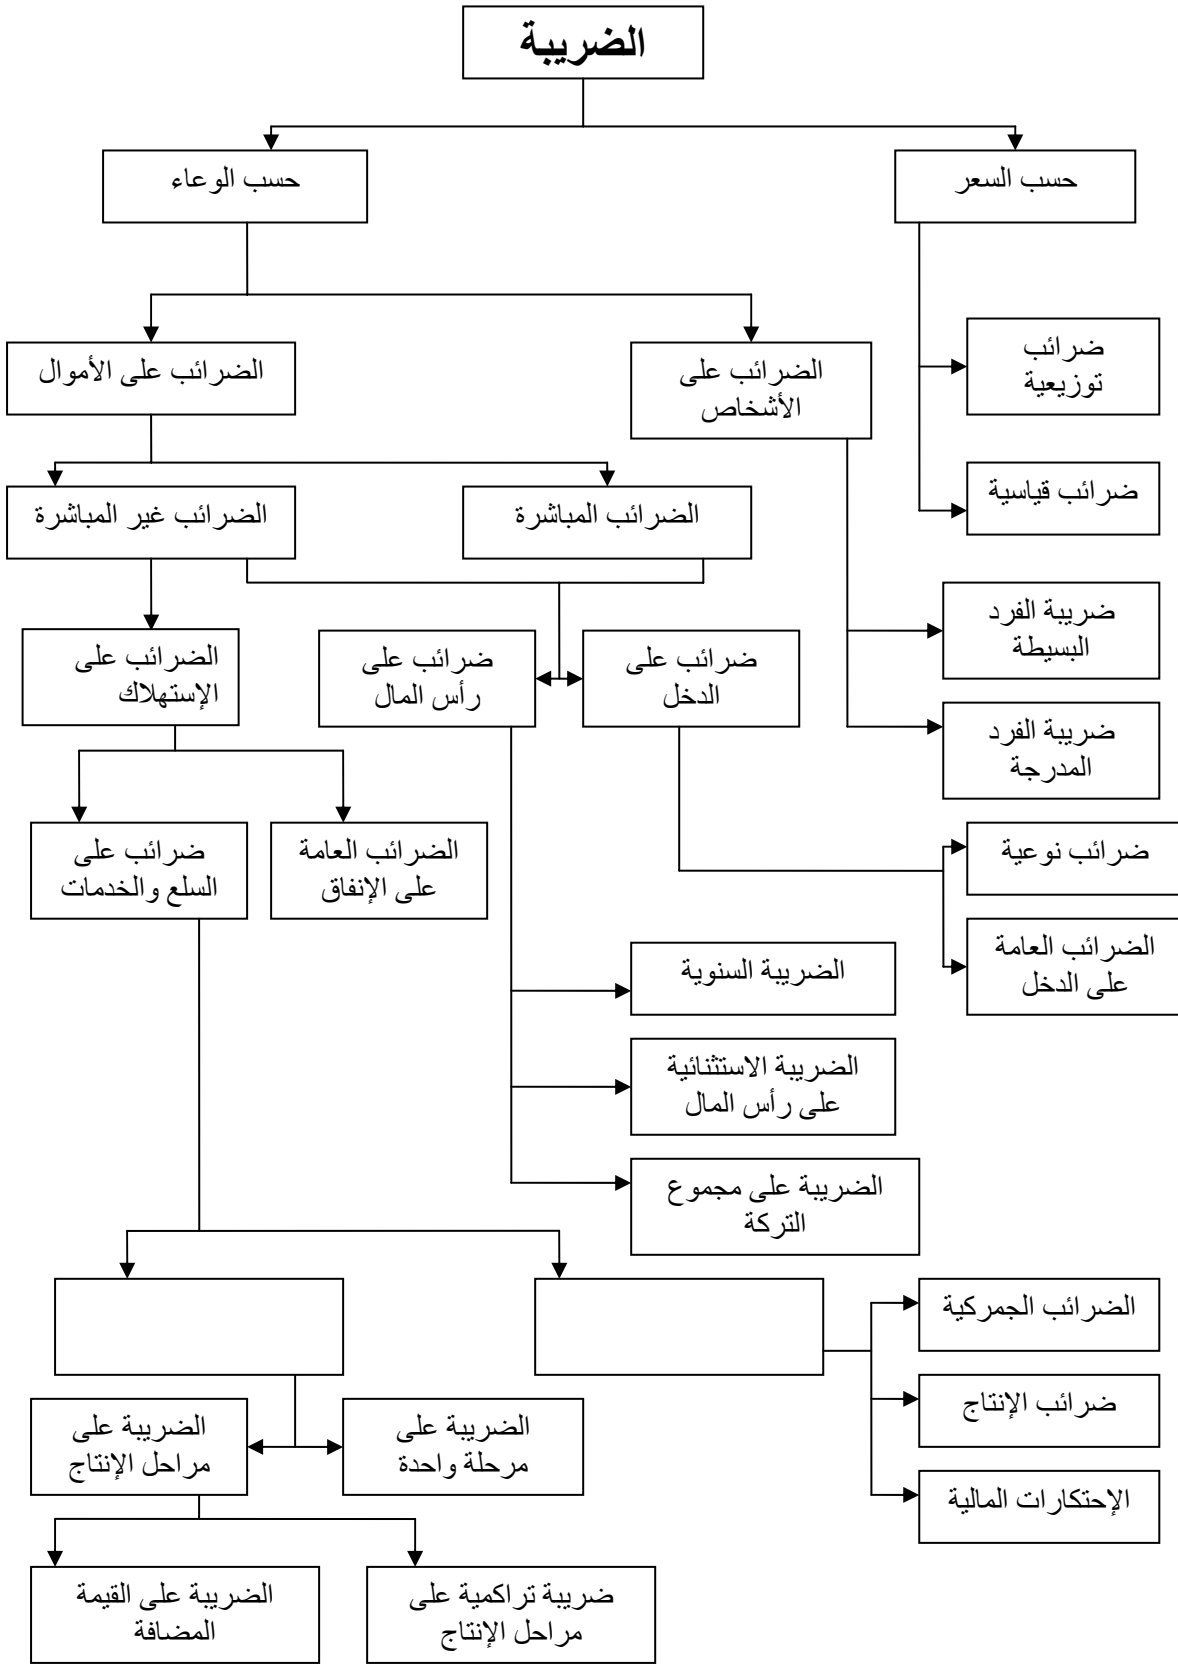 الضريبة
حسب السعر
حسب الوعاء
ضرائب
توزيعية
الضرائب على
الأشخاص
الضرائب على الأموال
ضرائب قياسية
الضرائب المباشرة
الضرائب غير المباشرة
ضريبة الفرد
البسيطة
ضرائب على
الدخل
ضرائب على
رأس المال
الضرائب على
الإستهلاك
ضريبة الفرد
المدرجة
ضرائب نوعية
الضرائب العامة
على الإنفاق
ضرائب على
السلع والخدمات
الضرائب العامة
على الدخل
الضريبة السنوية
الضريبة الاستثنائية
على رأس المال
الضريبة على مجموع
التركة
الضرائب الجمركية
ضرائب الإنتاج
الضريبة على
مرحلة واحدة
الضريبة على
مراحل الإنتاج
الإحتكارات المالية
ضريبة تراكمية على
مراحل الإنتاج
الضريبة على القيمة
المضافة